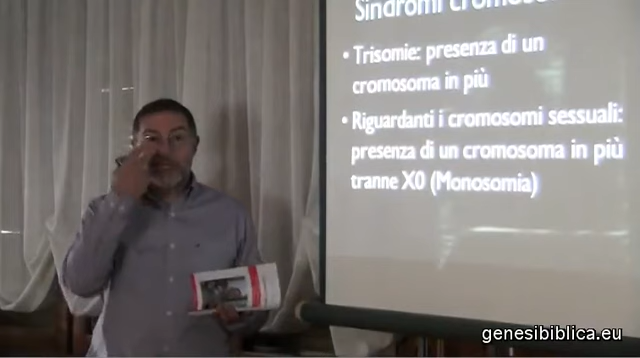 Sindromi
• Trisomie: presenza di un
cromosoma in più
• Riguardanti i cromosomi sessuali:
presenza di un cromosoma in più
tranne X0 (Monosomia)
genesibiblica.eu